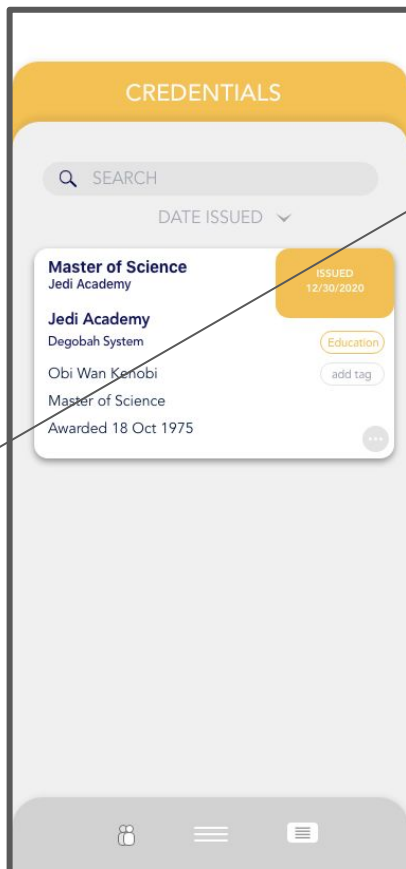 CREDENTIALS
SEARCH
DATE ISSUED
Master of Science
Jedi Academy
ISSUED
12/30/2020
Jedi Academy
Degobah System
Education
Obi Wan Kenobi
add tag
Master of Science
Awarded 18 Oct 1975